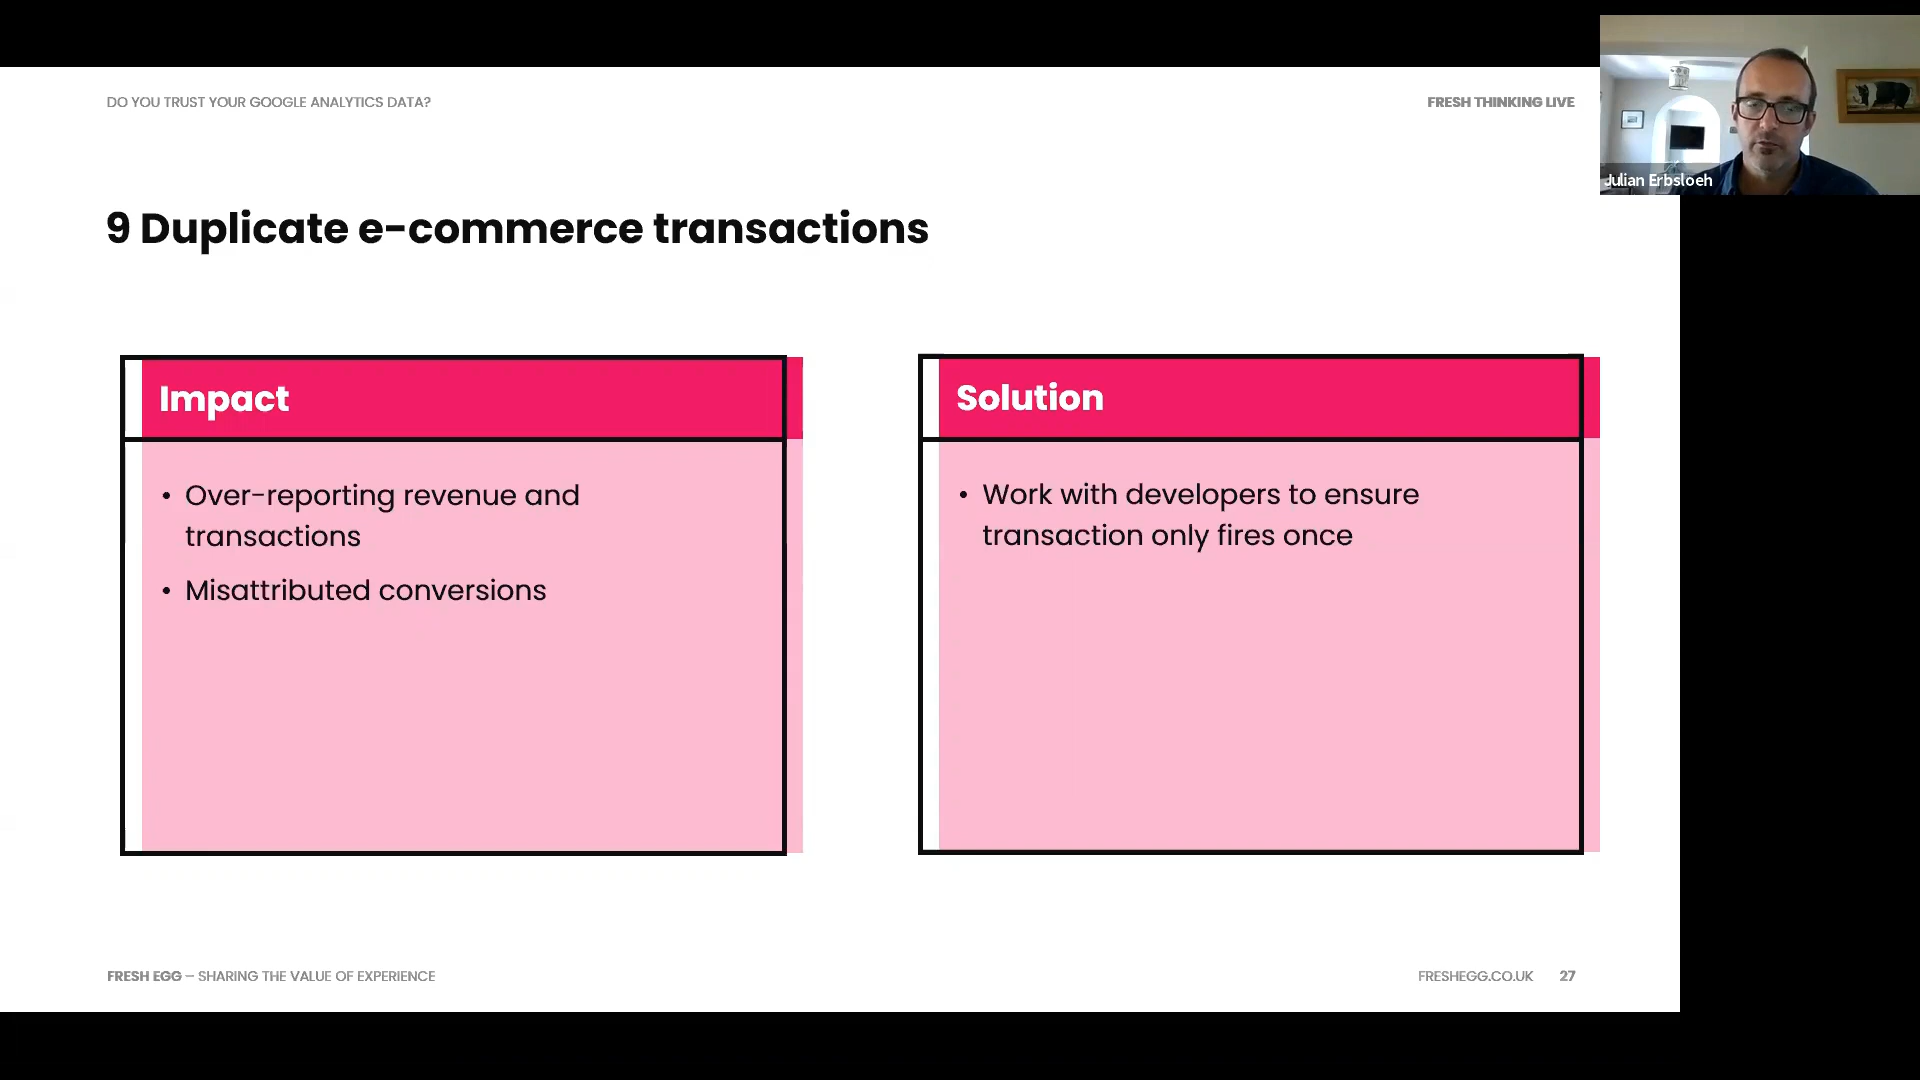 DO YOU TRUST YOUR GOOGLE ANALYTICS DATA?
FRESH THINKING LIVE
Julian Erbsloeh
9 Duplicate e-commerce transactions
Impact
• Over-reporting revenue and
transactions
• Misattributed conversions
Solution
• Work with developers to ensure
transaction only fires once
FRESH EGG – SHARING THE VALUE OF EXPERIENCE
FRESHEGG.CO.UK 27